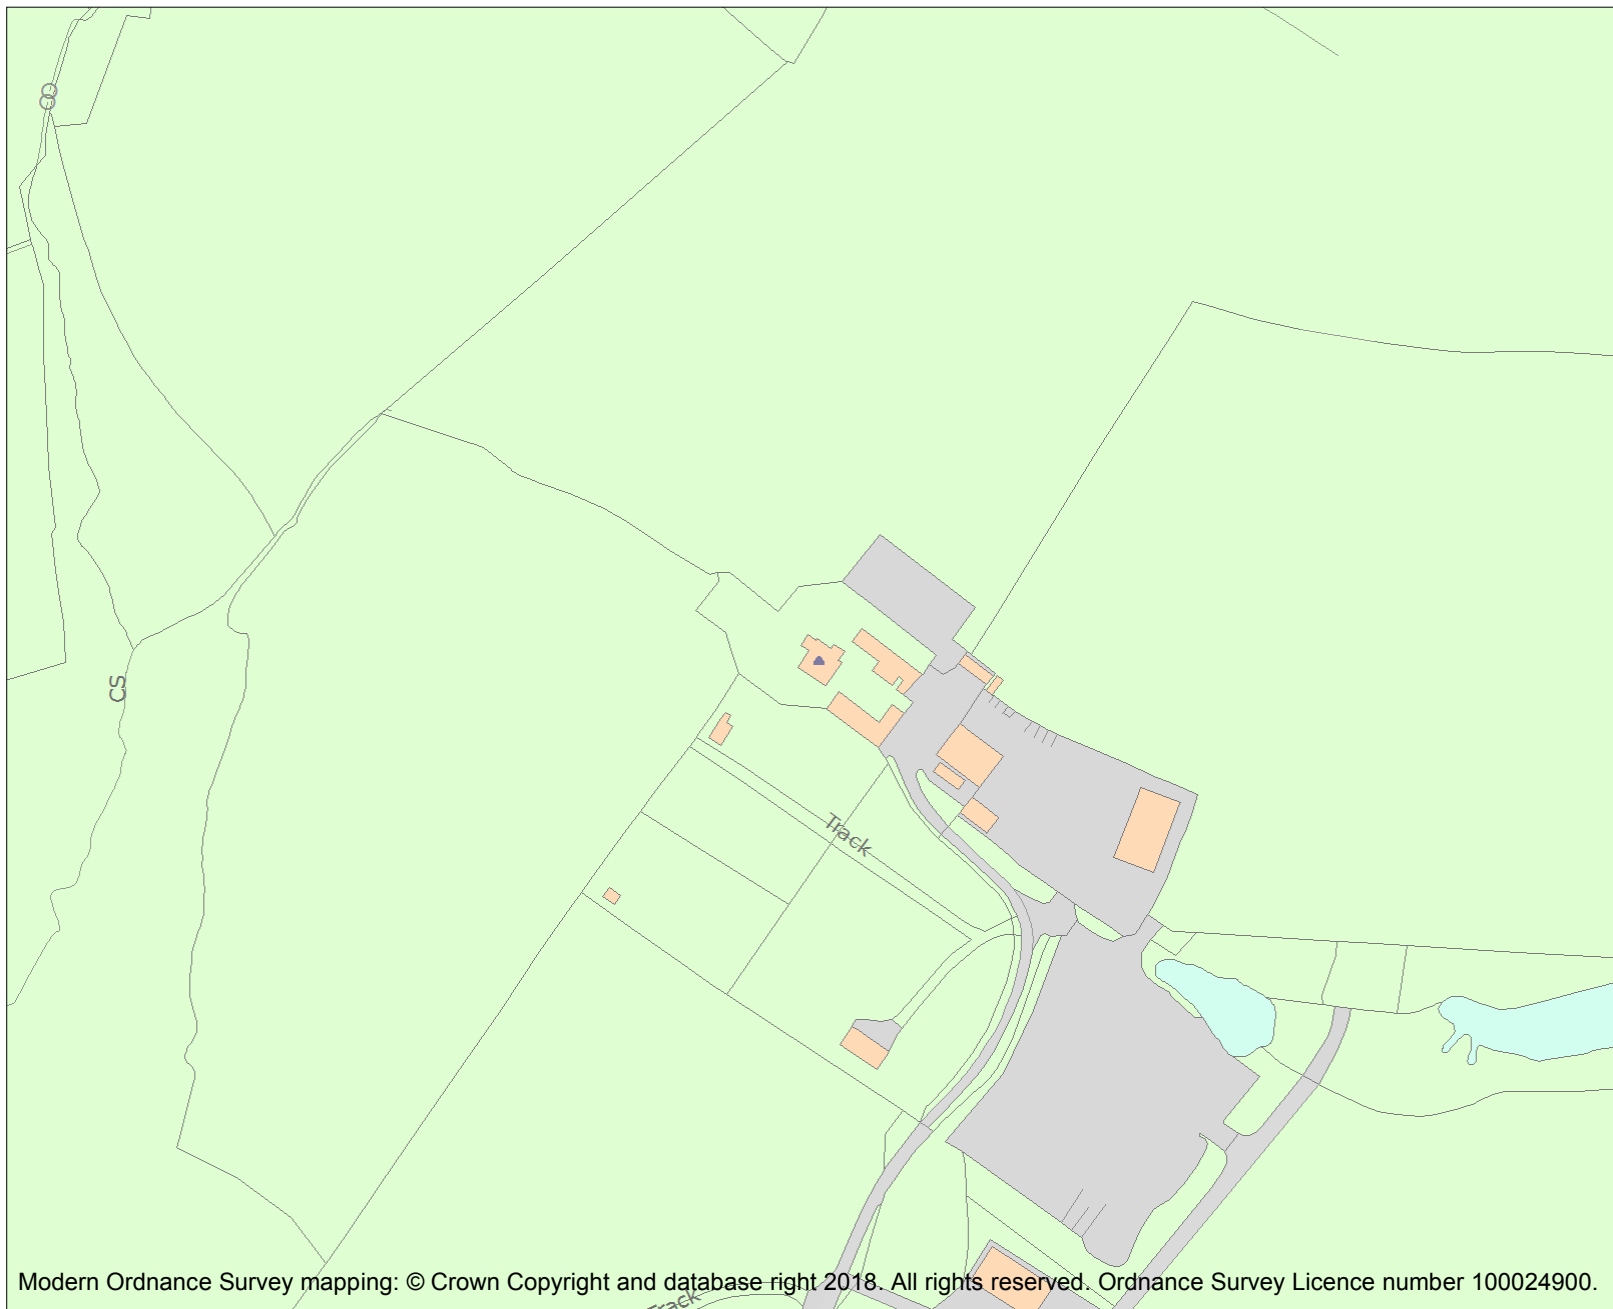 CS
Track
Track
Modern Ordnance Survey mapping: © Crown Copyright and database right 2018. All rights reserved. Ordnance Survey Licence number 100024900.